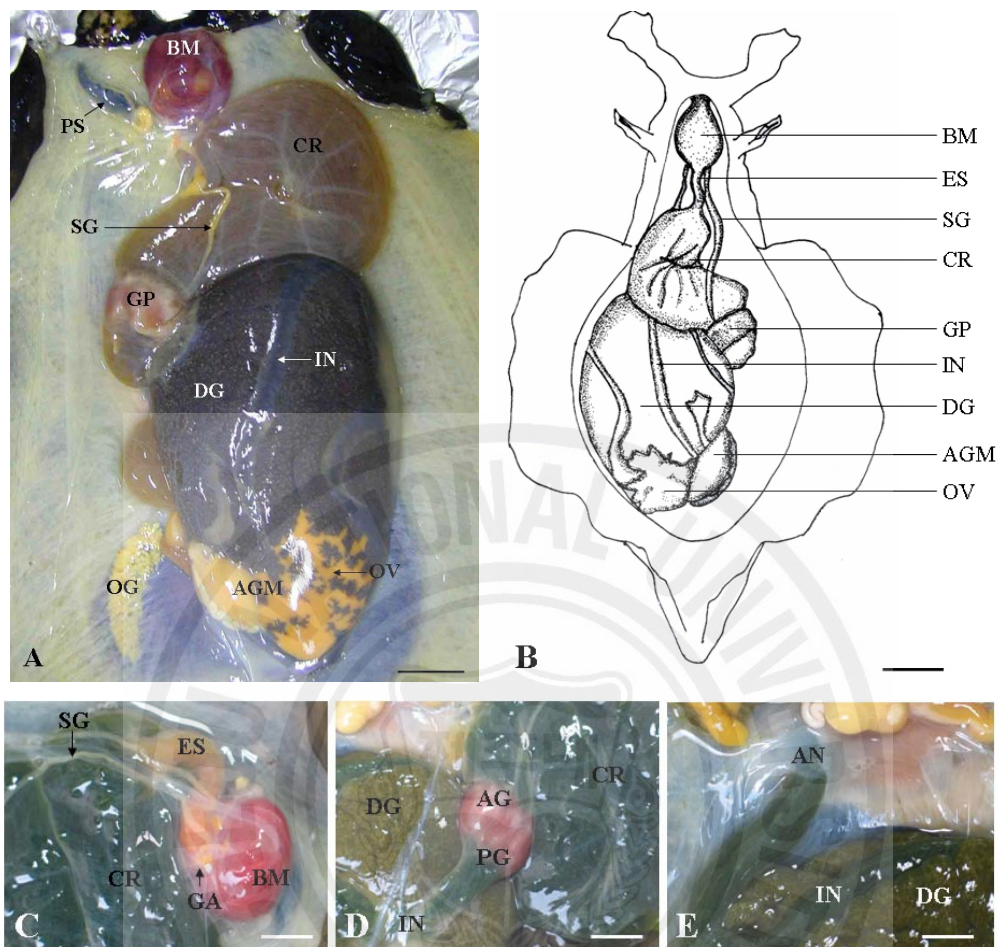 BM
PS
CR
SG
GP
IN
DG
OG
AGM
OV
A
BM
ES
SG
CR
GP
IN
DG
AGM
OV
B
SG
ES
CR
GA
BM
C
DG
AG
CR
PG
IN
D
AN
IN
DG
E